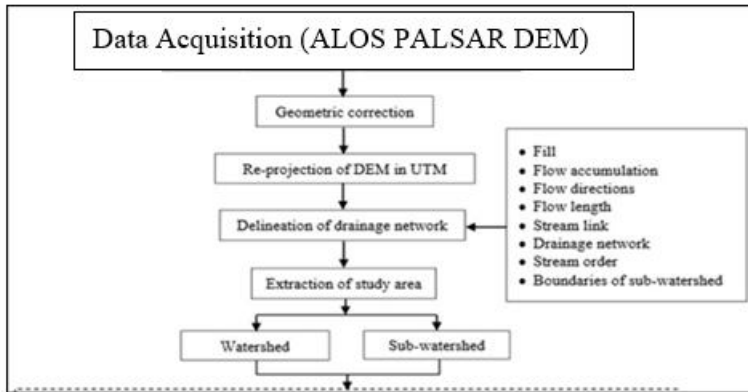 Data Acquisition (ALOS PALSAR DEM)
Geometric correction
Re-projection of DEM in UTM
Delineation of drainage network
• Fill
• Flow accumulation
• Flow directions
• Flow length
• Stream link
• Drainage network
• Stream order
• Boundaries of sub-watershed
Extraction of study area
Watershed
Sub-watershed